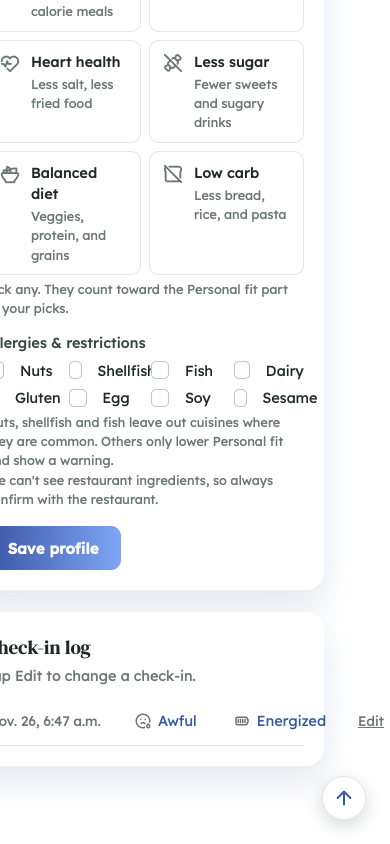 calorie meals
Heart health
Less salt, less
fried food
Less sugar
Fewer sweets
and sugary
drinks
Balanced
diet
Veggies,
protein, and
grains
Low carb
Less bread,
rice, and pasta
ck any. They count toward the Personal fit part
your picks.
lergies & restrictions
Nuts Shellfish Fish Dairy
Gluten Egg Soy Sesame
uts, shellfish and fish leave out cuisines where
ey are common. Others only lower Personal fit
nd show a warning.
e can't see restaurant ingredients, so always
nfirm with the restaurant.
Save profile
heck-in log
ap Edit to change a check-in.
ov. 26, 6:47 a.m. Awful Energized Edit